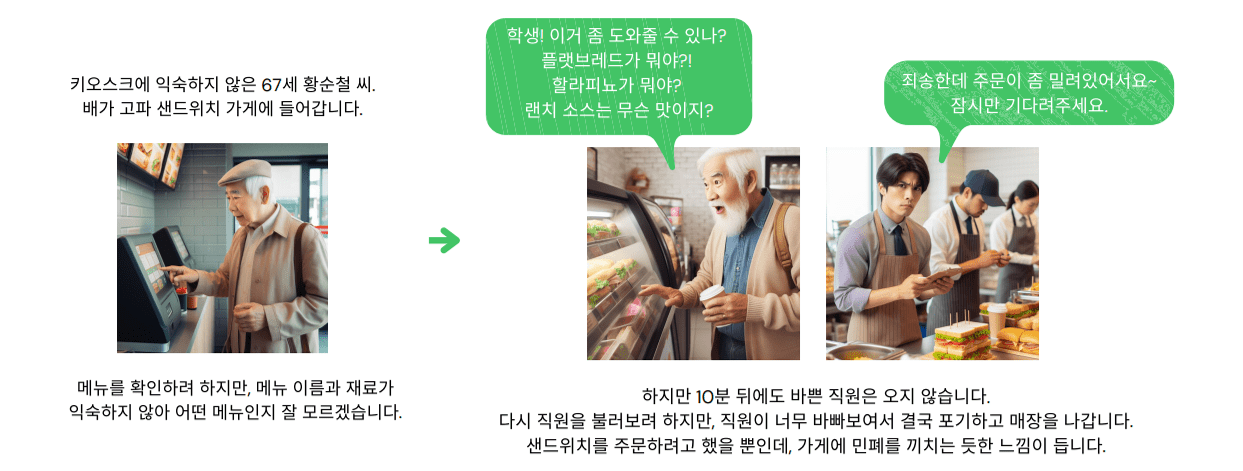 키오스크에 익숙하지 않은 67세 황순철 씨.
배가 고파 샌드위치 가게에 들어갑니다.
메뉴를 확인하려 하지만, 메뉴 이름과 재료가
익숙하지 않아 어떤 메뉴인지 잘 모르겠습니다.
학생! 이거 좀 도와줄 수 있나?
플랫브레드가 뭐야?!
할라피뇨가 뭐야?
랜치 소스는 무슨 맛이지?
죄송한데 주문이 좀 밀려있어서요~
잠시만 기다려주세요.
하지만 10분 뒤에도 바쁜 직원은 오지 않습니다.
다시 직원을 불러보려 하지만, 직원이 너무 바빠보여서 결국 포기하고 매장을 나갑니다.
샌드위치를 주문하려고 했을 뿐인데, 가게에 민폐를 끼치는 듯한 느낌이 듭니다.